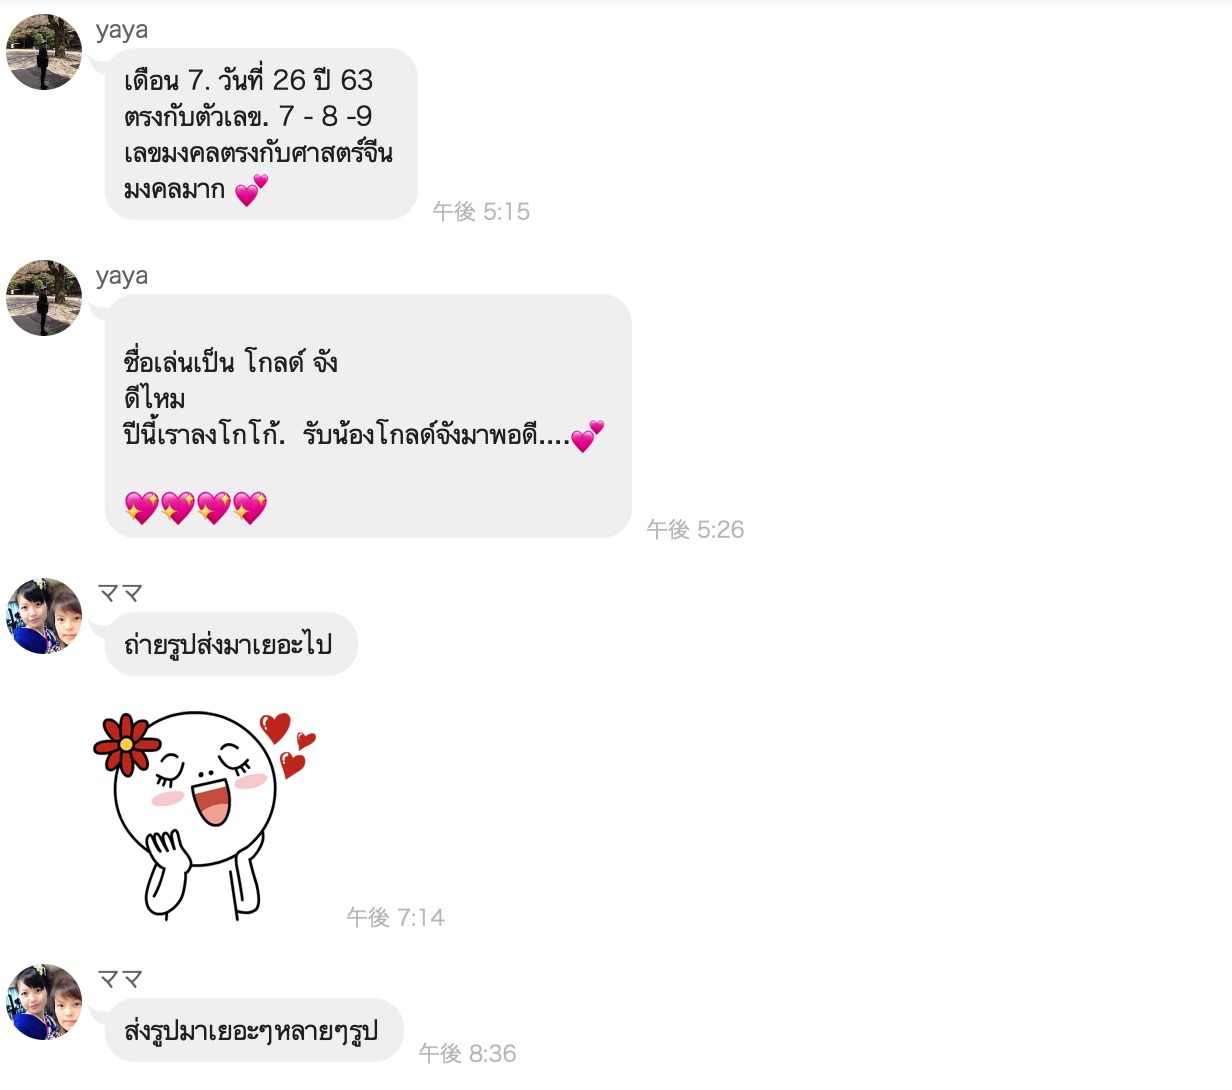 yaya
เดือน 7. วันที่ 26 ปี 63
ตรงกับตัวเลข. 7 - 8 -9
เลขมงคลตรงกับศาสตร์จีน
มงคลมาก 💕
午後 5:15
yaya
ชื่อเล่นเป็น โกลด์ จัง
ดีไหม
ปีนี้เราลงโกโก้.  รับน้องโกลด์จังมาพอดี....💕
💖💖💖💖
午後 5:26
ママ
ถ่ายรูปส่งมาเยอะไป
午後 7:14
ママ
ส่งรูปมาเยอะๆหลายๆรูป
午後 8:36